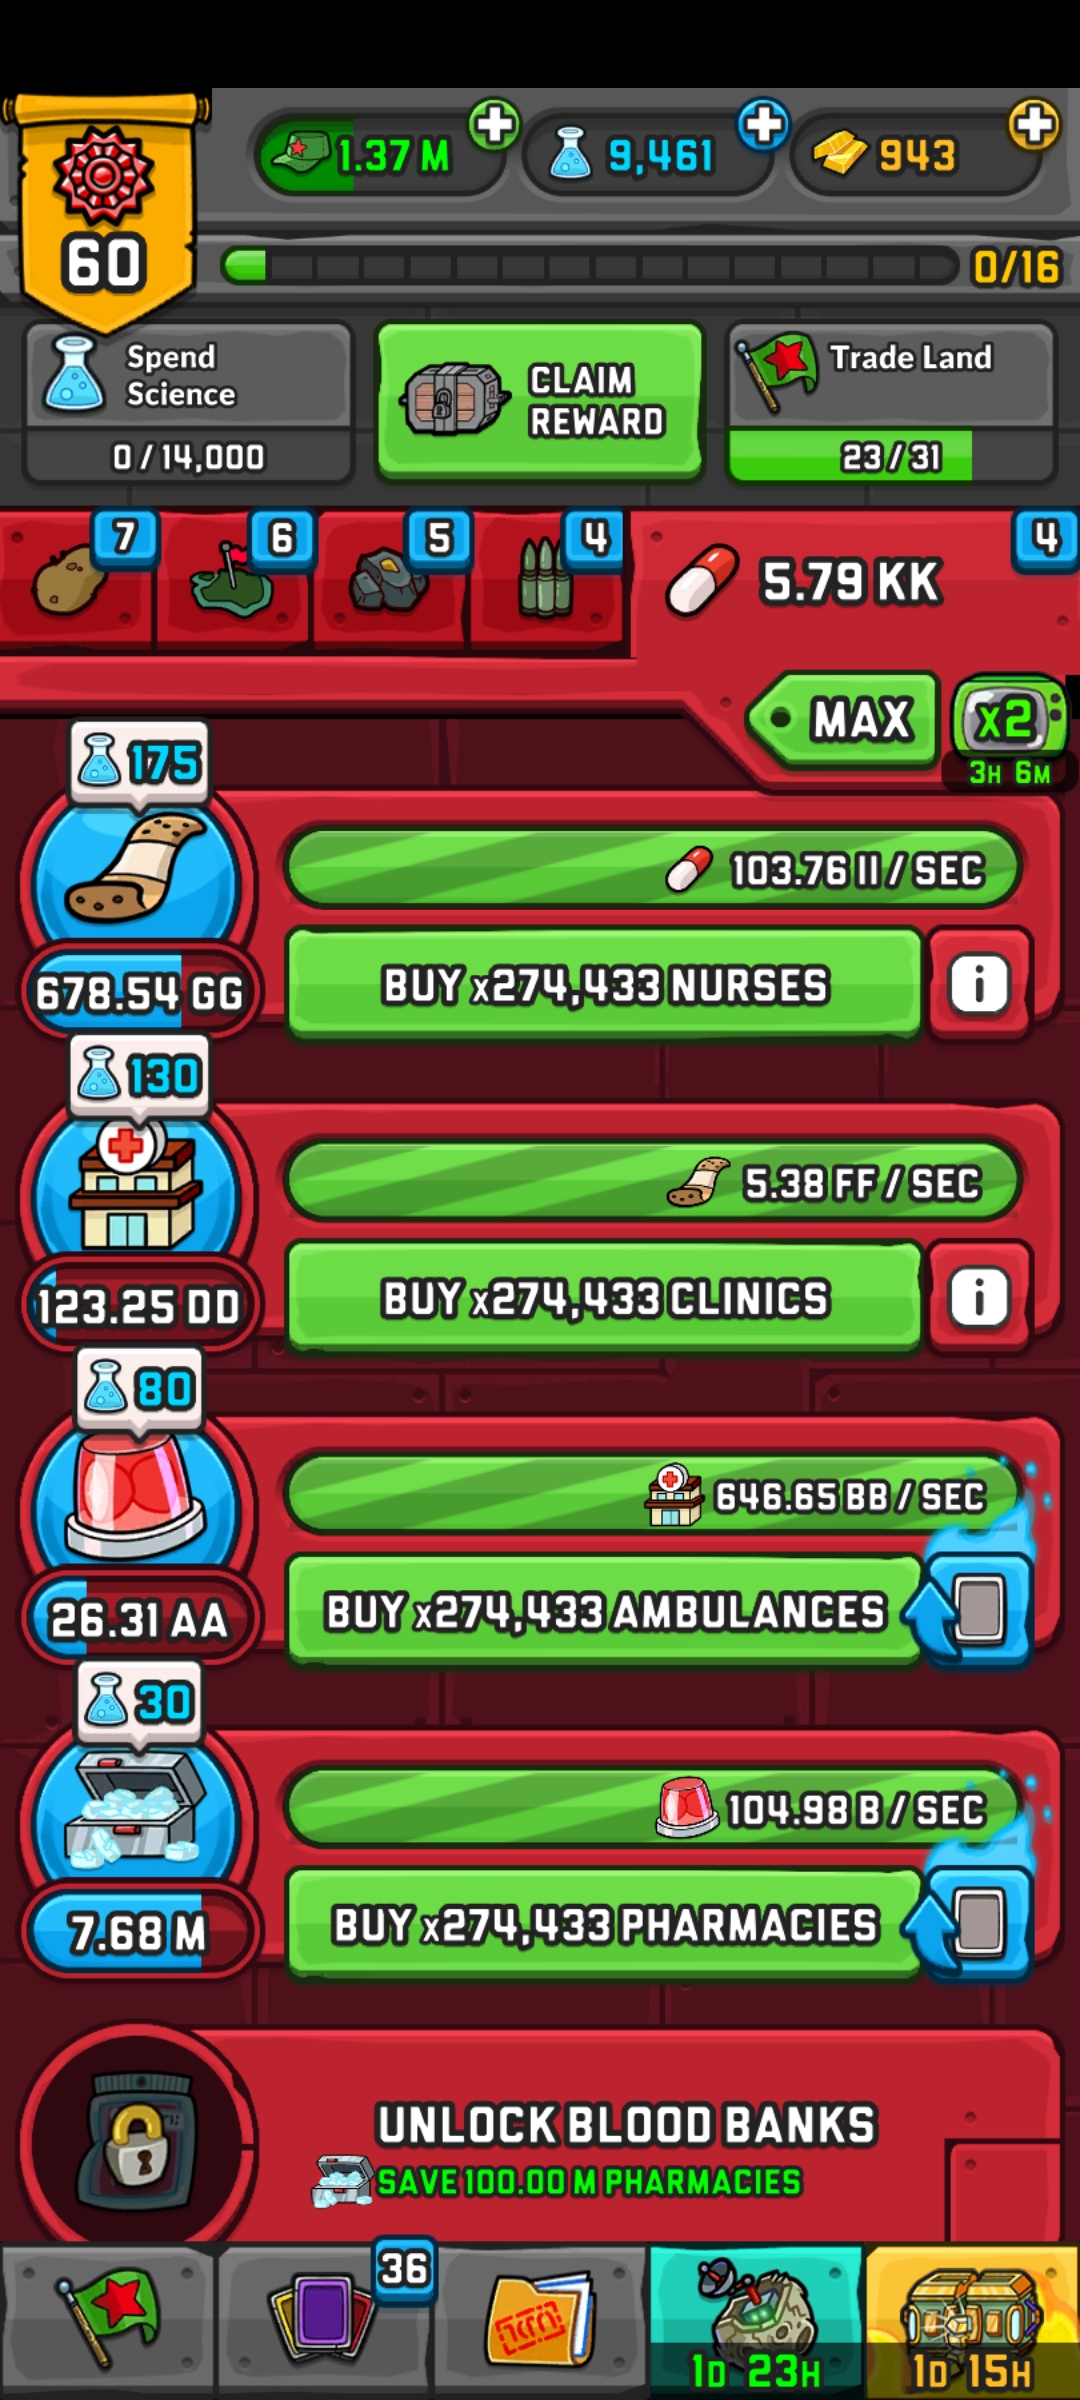 1.37 M
9,461
943
60
0/16
Spend
Science
0/14,000
CLAIM
REWARD
Trade Land
23/31
7
6
5
4
5.79 KK
4
MAX
x2
3H 6M
175
103.76 II / SEC
678.54 GG
BUY x274,433 NURSES
i
130
5.38 FF / SEC
123.25 DD
BUY x274,433 CLINICS
i
80
646.65 BB / SEC
26.31 AA
BUY x274,433 AMBULANCES
30
104.98 B / SEC
7.68 M
BUY x274,433 PHARMACIES
UNLOCK BLOOD BANKS
SAVE 100.00 M PHARMACIES
36
1D 23H
1D 15H